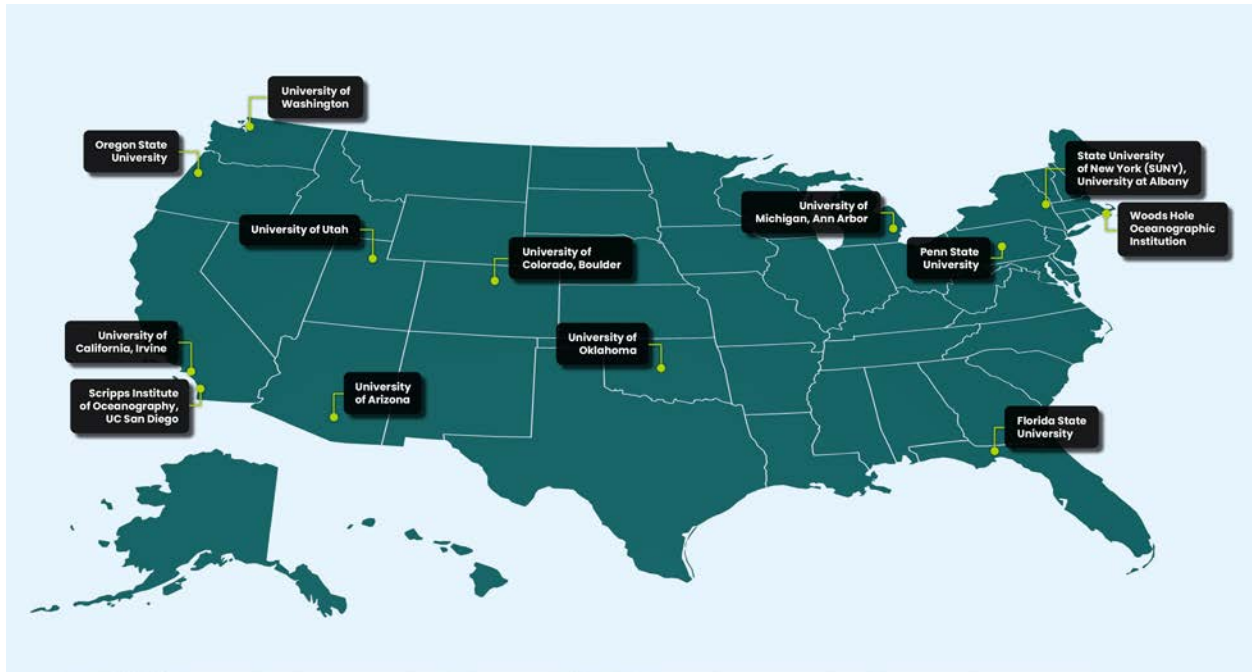 University of
Washington
Oregon State
University
State University
of New York (SUNY),
University at Albany
University of
Michigan, Ann Arbor
Woods Hole
Oceanographic
Institution
University of Utah
University of
Colorado, Boulder
Penn State
University
University of
California, Irvine
University of
Oklahoma
Scripps Institute
of Oceanography,
UC San Diego
University
of Arizona
Florida State
University